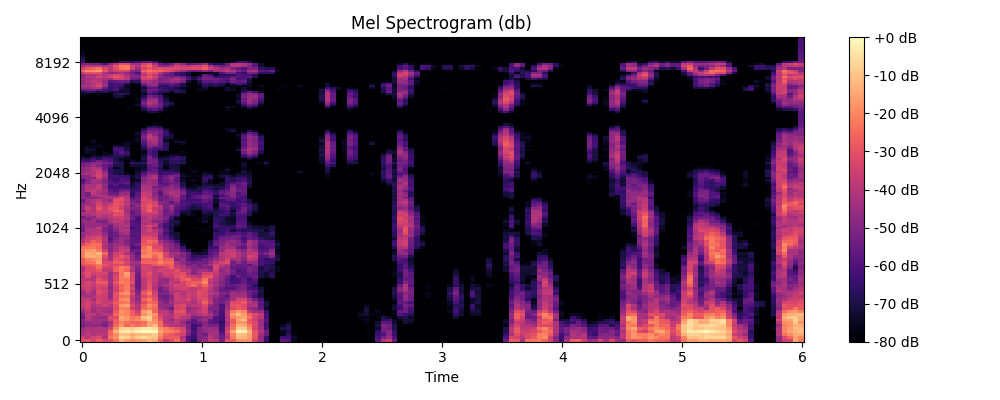 Mel Spectrogram (db)
8192
4096
2048
1024
512
0
Hz
0 1 2 3 4 5 6
Time
+0 dB
-10 dB
-20 dB
-30 dB
-40 dB
-50 dB
-60 dB
-70 dB
-80 dB